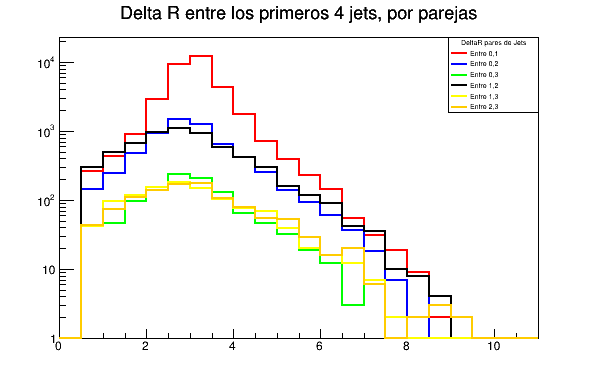 Delta R entre los primeros 4 jets, por parejas
DeltaR pares de Jets
Entre 0,1
Entre 0,2
Entre 0,3
Entre 1,2
Entre 1,3
Entre 2,3
10⁴
10³
10²
10
1
0 2 4 6 8 10